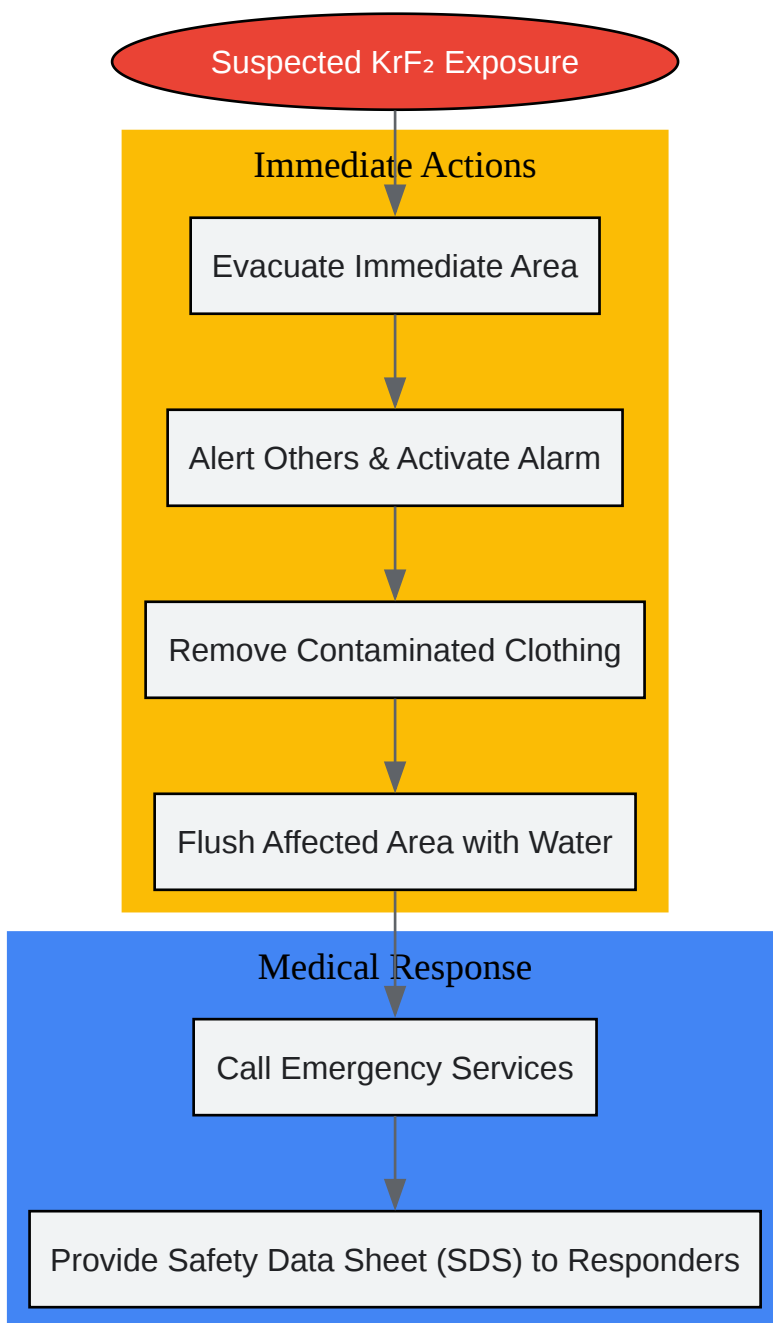 Suspected KrF₂ Exposure
Immediate Actions
Evacuate Immediate Area
Alert Others & Activate Alarm
Remove Contaminated Clothing
Flush Affected Area with Water
Medical Response
Call Emergency Services
Provide Safety Data Sheet (SDS) to Responders